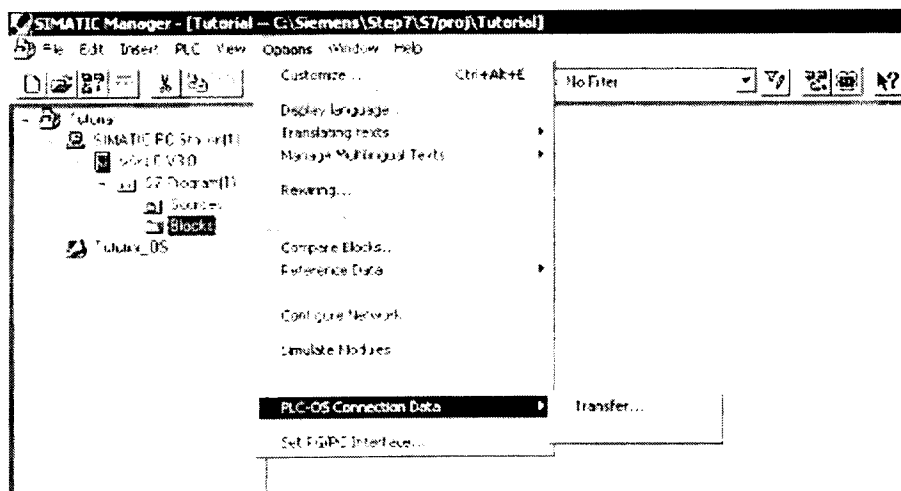 SIMATIC Manager - [Tutorial -- C:\Siemens\Step7\S7proj\Tutorial]
File Edit Insert PLC View Options Window Help
Customize... Ctrl+Alt+E
No Filter
Display language...
Translating texts
Manage Multilingual Texts
Rewiring...
Compare Blocks...
Reference Data
Configure Network
Simulate Modules
PLC-OS Connection Data
Transfer...
Set PG/PC Interface...
Tutorial
SIMATIC PC Station(1)
V3.0
S7 Program(1)
Sources
Blocks
Tutorial_OS